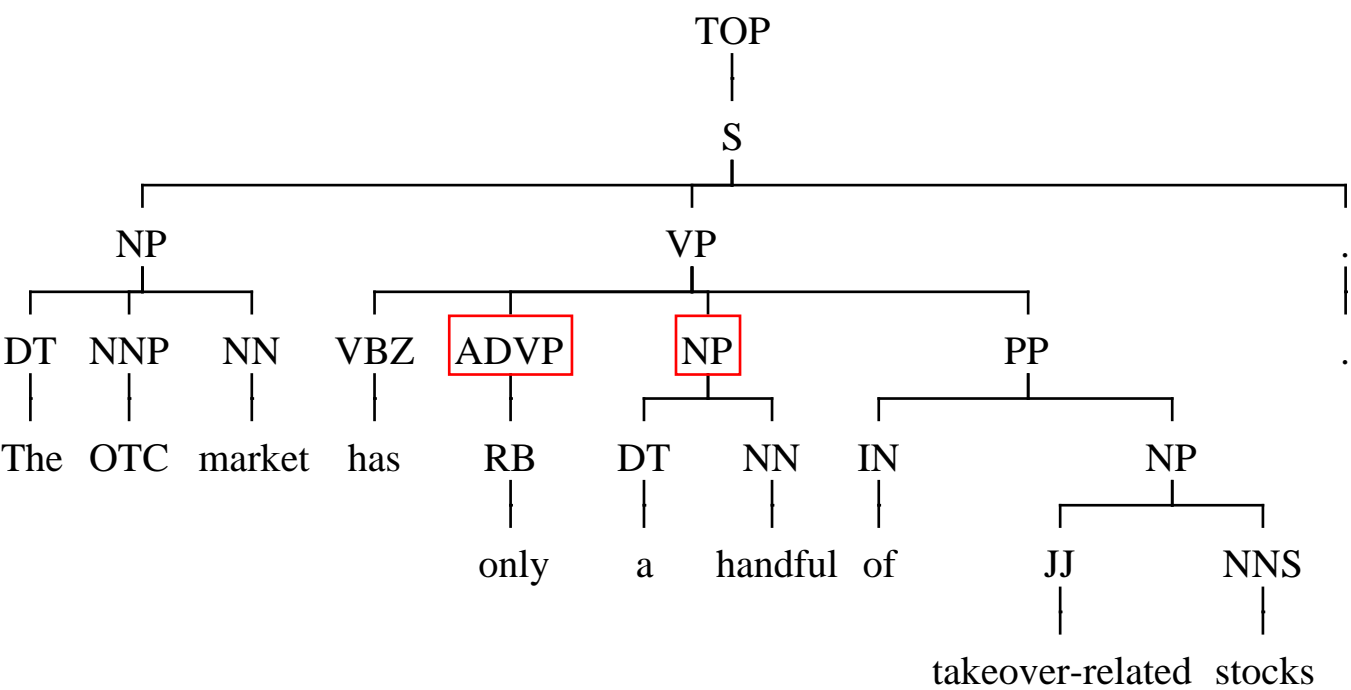 TOP
S
NP VP .
DT NNP NN VBZ ADVP NP PP .
The OTC market has RB DT NN IN NP
only a handful of JJ NNS
takeover-related stocks